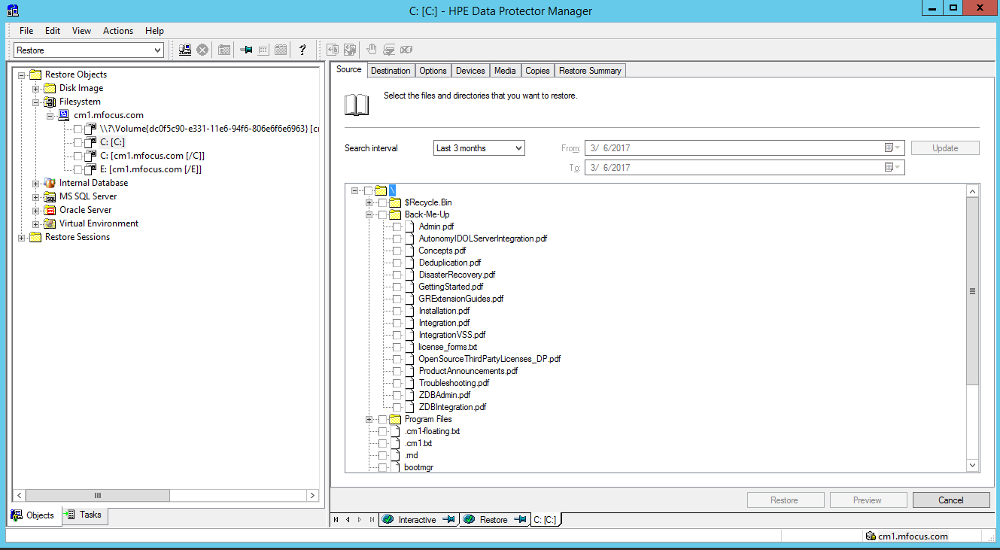 C: [C:] - HPE Data Protector Manager
File Edit View Actions Help
Restore
Restore Objects
Disk Image
Filesystem
cm1.mfocus.com
\\?\Volume{dc0f5c90-e331-11e6-94f6-806e6f6e6963} [cm
C: [C:]
C: [cm1.mfocus.com [/C]]
E: [cm1.mfocus.com [/E]]
Internal Database
MS SQL Server
Oracle Server
Virtual Environment
Restore Sessions
Objects Tasks
Source Destination Options Devices Media Copies Restore Summary
Select the files and directories that you want to restore.
Search interval Last 3 months From: 3/ 6/2017 Update
To: 3/ 6/2017
\
$Recycle.Bin
Back-Me-Up
Admin.pdf
AutonomyIDOLServerIntegration.pdf
Concepts.pdf
Deduplication.pdf
DisasterRecovery.pdf
GettingStarted.pdf
GRExtensionGuides.pdf
Installation.pdf
Integration.pdf
IntegrationVSS.pdf
license_forms.txt
OpenSourceThirdPartyLicenses_DP.pdf
ProductAnnouncements.pdf
Troubleshooting.pdf
ZDBAdmin.pdf
ZDBIntegration.pdf
Program Files
.cm1-floating.txt
.cm1.txt
.rnd
bootmgr
Restore Preview Cancel
Interactive Restore C: [C:]
cm1.mfocus.com